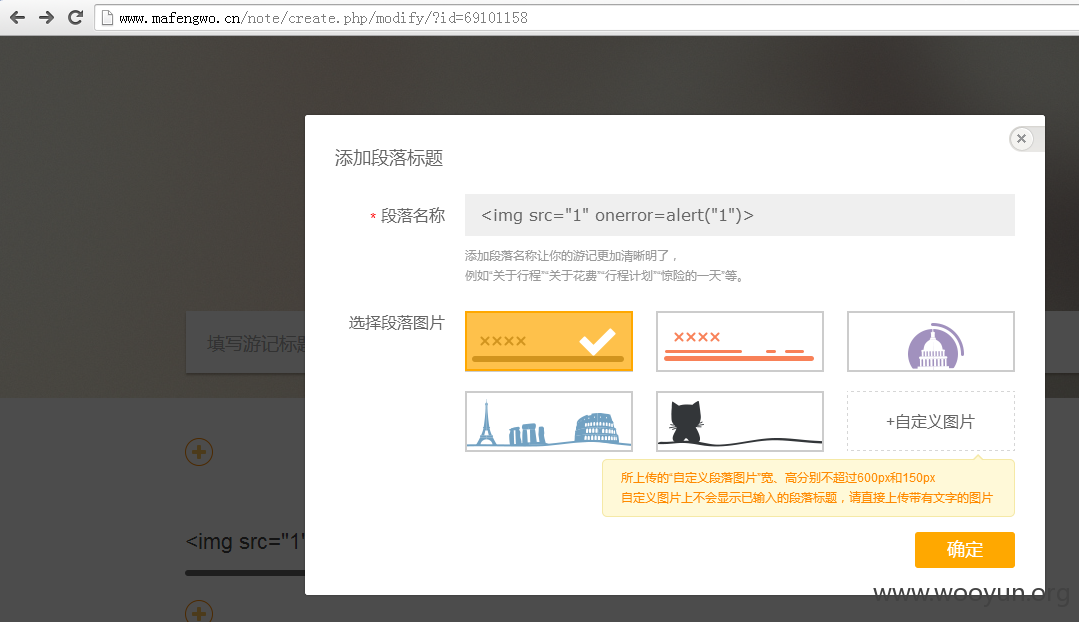 www.mafengwo.cn/note/create.php/modify/?id=69101158
添加段落标题
* 段落名称
<img src="1" onerror=alert("1")>
添加段落名称让你的游记更加清晰明了，
例如“关于行程”“关于花费”“行程计划”“惊险的一天”等。
选择段落图片
××××
××××
填写游记标题
+自定义图片
所上传的“自定义段落图片”宽、高分别不超过600px和150px
自定义图片上不会显示已输入的段落标题，请直接上传带有文字的图片
<img src="1"
确定
www.wooyun.org